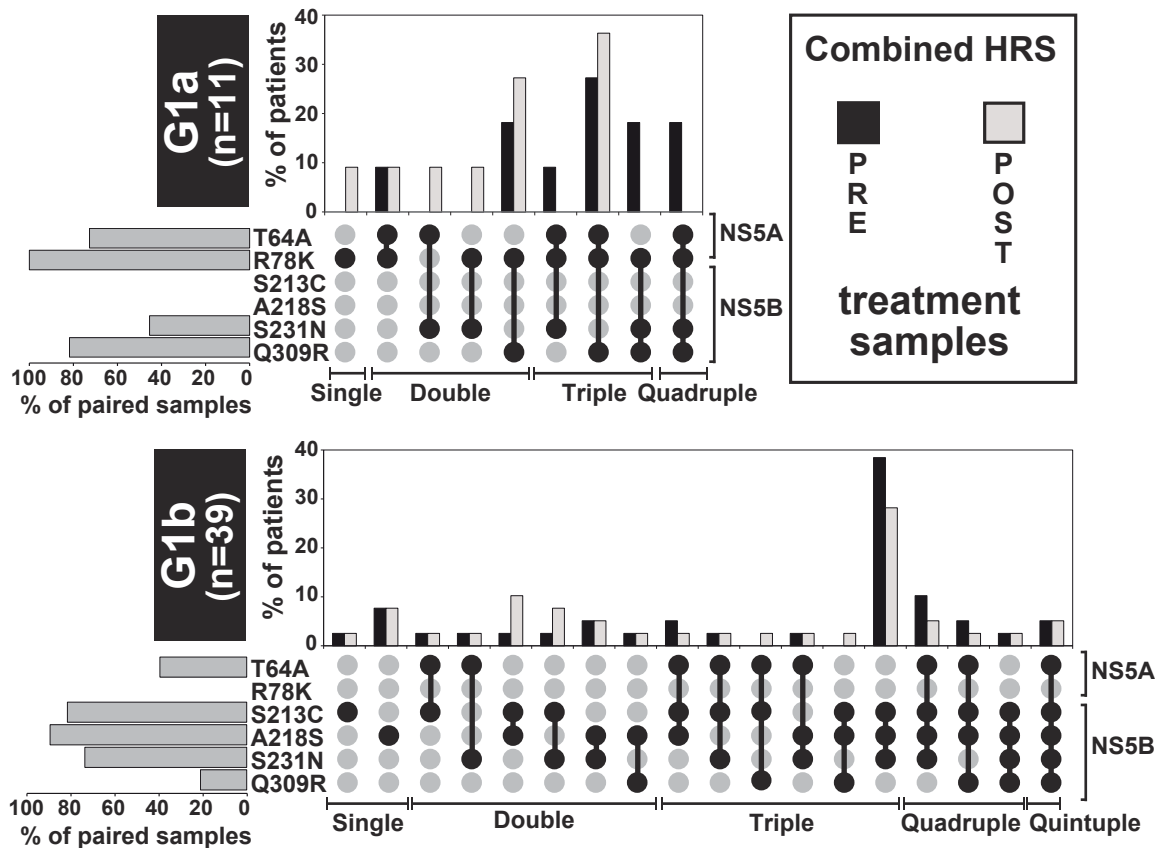 G1a
(n=11)
% of patients
40
30
20
10
0
T64A
R78K
S213C
A218S
S231N
Q309R
NS5A
NS5B
100 80 60 40 20 0
% of paired samples
Single Double Triple Quadruple
Combined HRS
PRE
POST
treatment
samples
G1b
(n=39)
% of patients
40
30
20
10
0
T64A
R78K
S213C
A218S
S231N
Q309R
NS5A
NS5B
100 80 60 40 20 0
% of paired samples
Single Double Triple Quadruple Quintuple